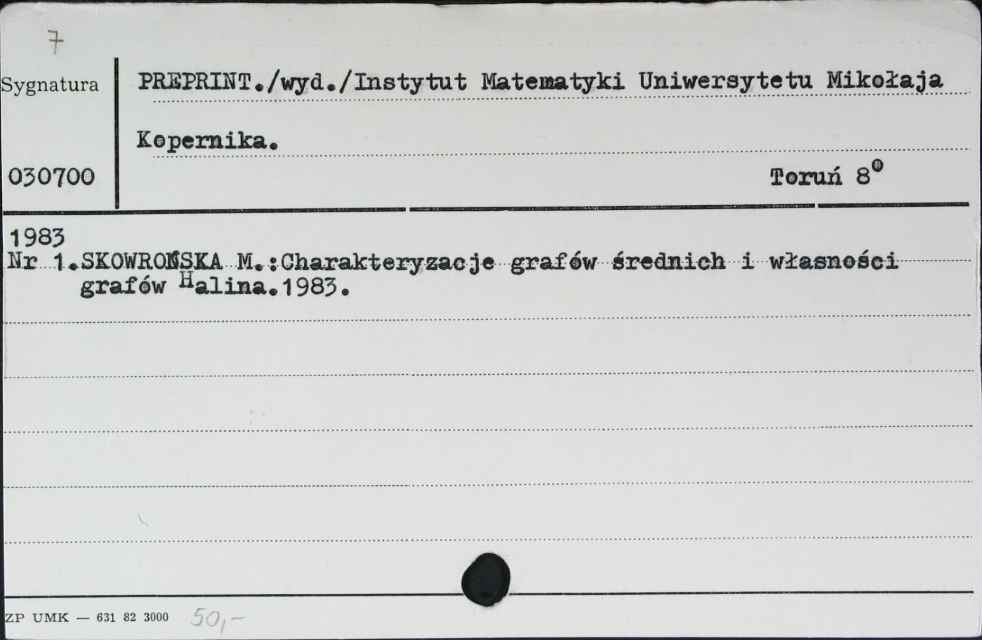 7
Sygnatura
PREPRINT./wyd./Instytut Matematyki Uniwersytetu Mikołaja
Kopernika.
030700
Toruń 8°
1983
Nr 1.SKOWROŃSKA M.:Charakteryzacje grafów średnich i własności
grafów Halina.1983.
ZP UMK — 631 82 3000
50,-